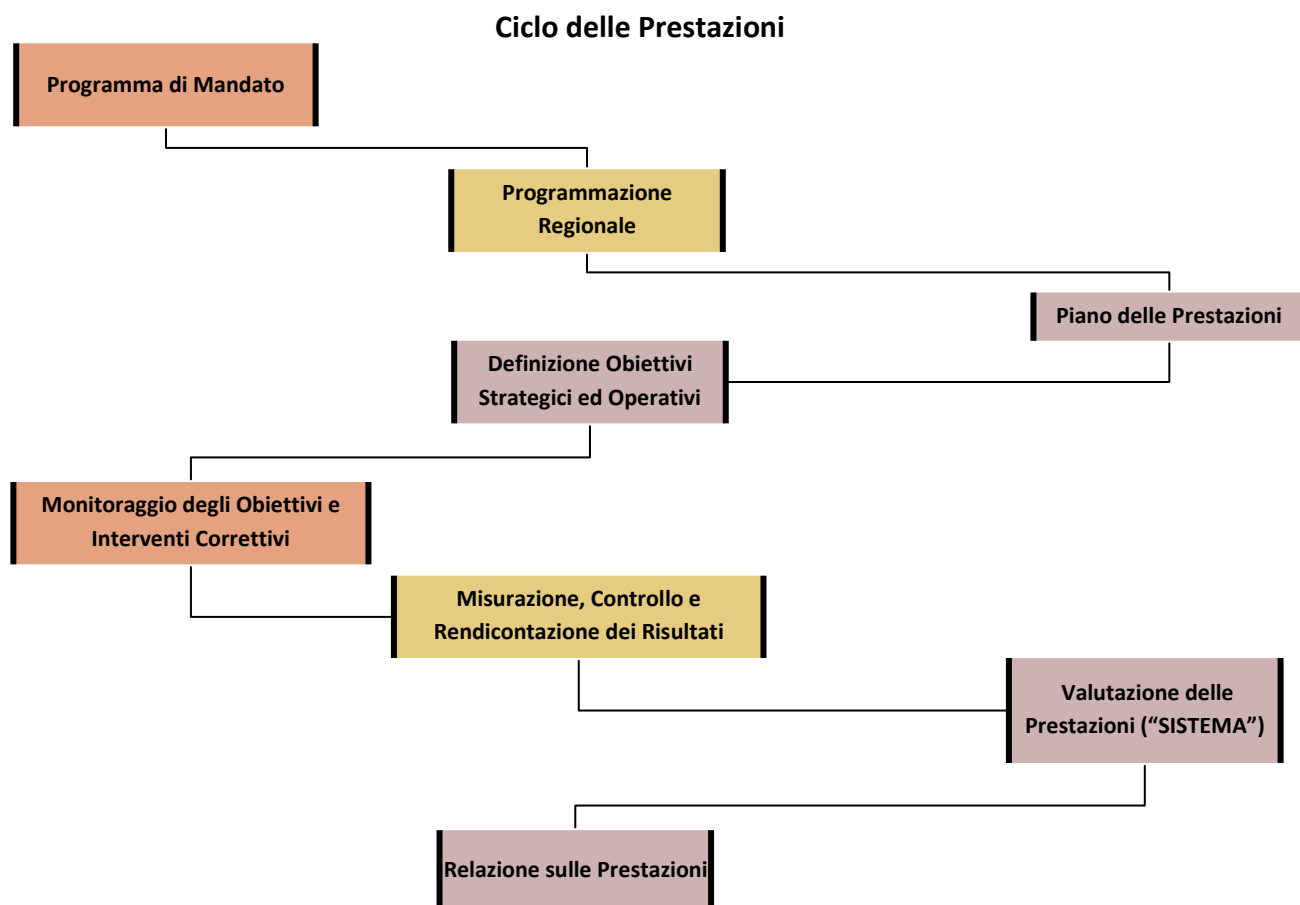 Ciclo delle Prestazioni
Programma di Mandato
Programmazione
Regionale
Piano delle Prestazioni
Definizione Obiettivi
Strategici ed Operativi
Monitoraggio degli Obiettivi e
Interventi Correttivi
Misurazione, Controllo e
Rendicontazione dei Risultati
Valutazione delle
Prestazioni (“SISTEMA”)
Relazione sulle Prestazioni